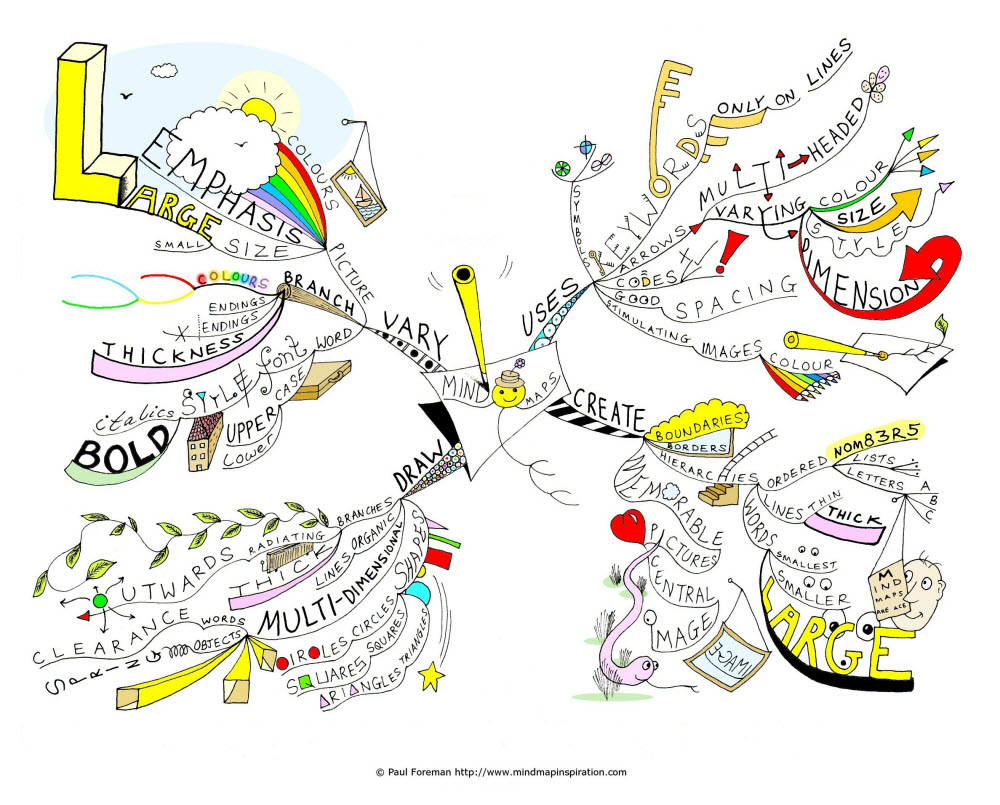 MIND
MAPS
VARY
PICTURE
EMPHASIS
COLOURS
SIZE
LARGE
SMALL
BRANCH
COLOURS
ENDINGS
ENDINGS
THICKNESS
WORD
font
STYLE
italics
BOLD
CASE
UPPER
Lower
USES
SYMBOLS
KEYWORDS
ONLY ON LINES
ARROWS
MULTI HEADED
VARYING
COLOUR
SIZE
STYLE
DIMENSION
CODES
GOOD
SPACING
STIMULATING
IMAGES
COLOUR
CREATE
BOUNDARIES
BORDERS
HIERARCHIES
ORDERED
NOM83R5
LISTS
LETTERS
A
B
C
LINES
THIN
THICK
WORDS
SMALLEST
SMALLER
LARGE
MIND
MAPS
ARE ACE
MEMORABLE
PICTURES
CENTRAL
IMAGE
IMAGE
DRAW
BRANCHES
RADIATING
OUTWARDS
ORGANIC
LINES
THICK
MULTI-DIMENSIONAL
WORDS
CLEARANCE
OBJECTS
SPRING
SHAPES
CIRCLES
CIROLES
SQUARES
SQUARES
TRIANGLES
ARIANGLES
© Paul Foreman http://www.mindmapinspiration.com